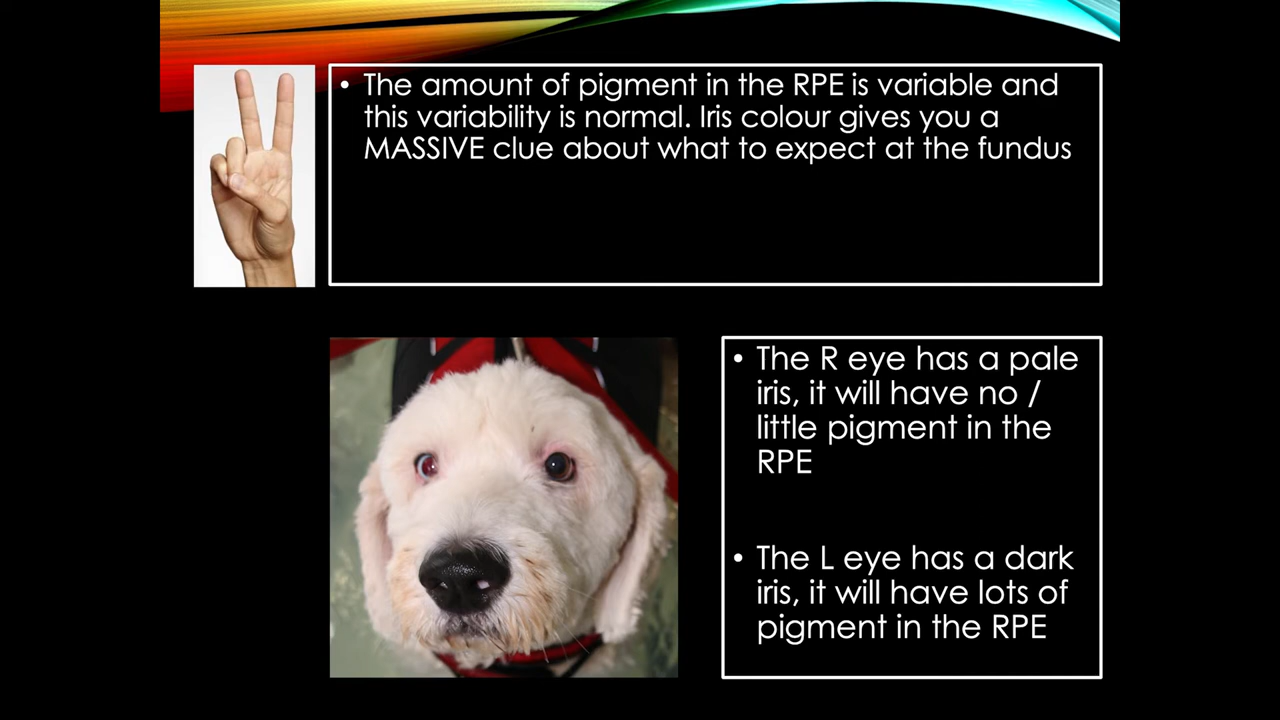 • The amount of pigment in the RPE is variable and
this variability is normal. Iris colour gives you a
MASSIVE clue about what to expect at the fundus
• The R eye has a pale
iris, it will have no /
little pigment in the
RPE
• The L eye has a dark
iris, it will have lots of
pigment in the RPE